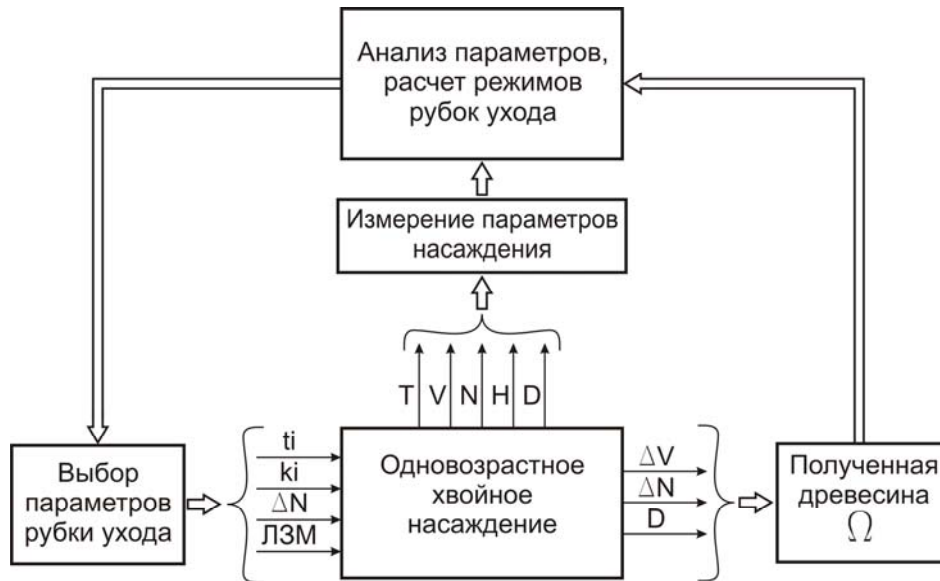 Анализ параметров,
расчет режимов
рубок ухода
Измерение параметров
насаждения
T V N H D
Выбор
параметров
рубки ухода
ti
ki
ΔN
ЛЗМ
Одновозрастное
хвойное
насаждение
ΔV
ΔN
D
Полученная
древесина
Ω